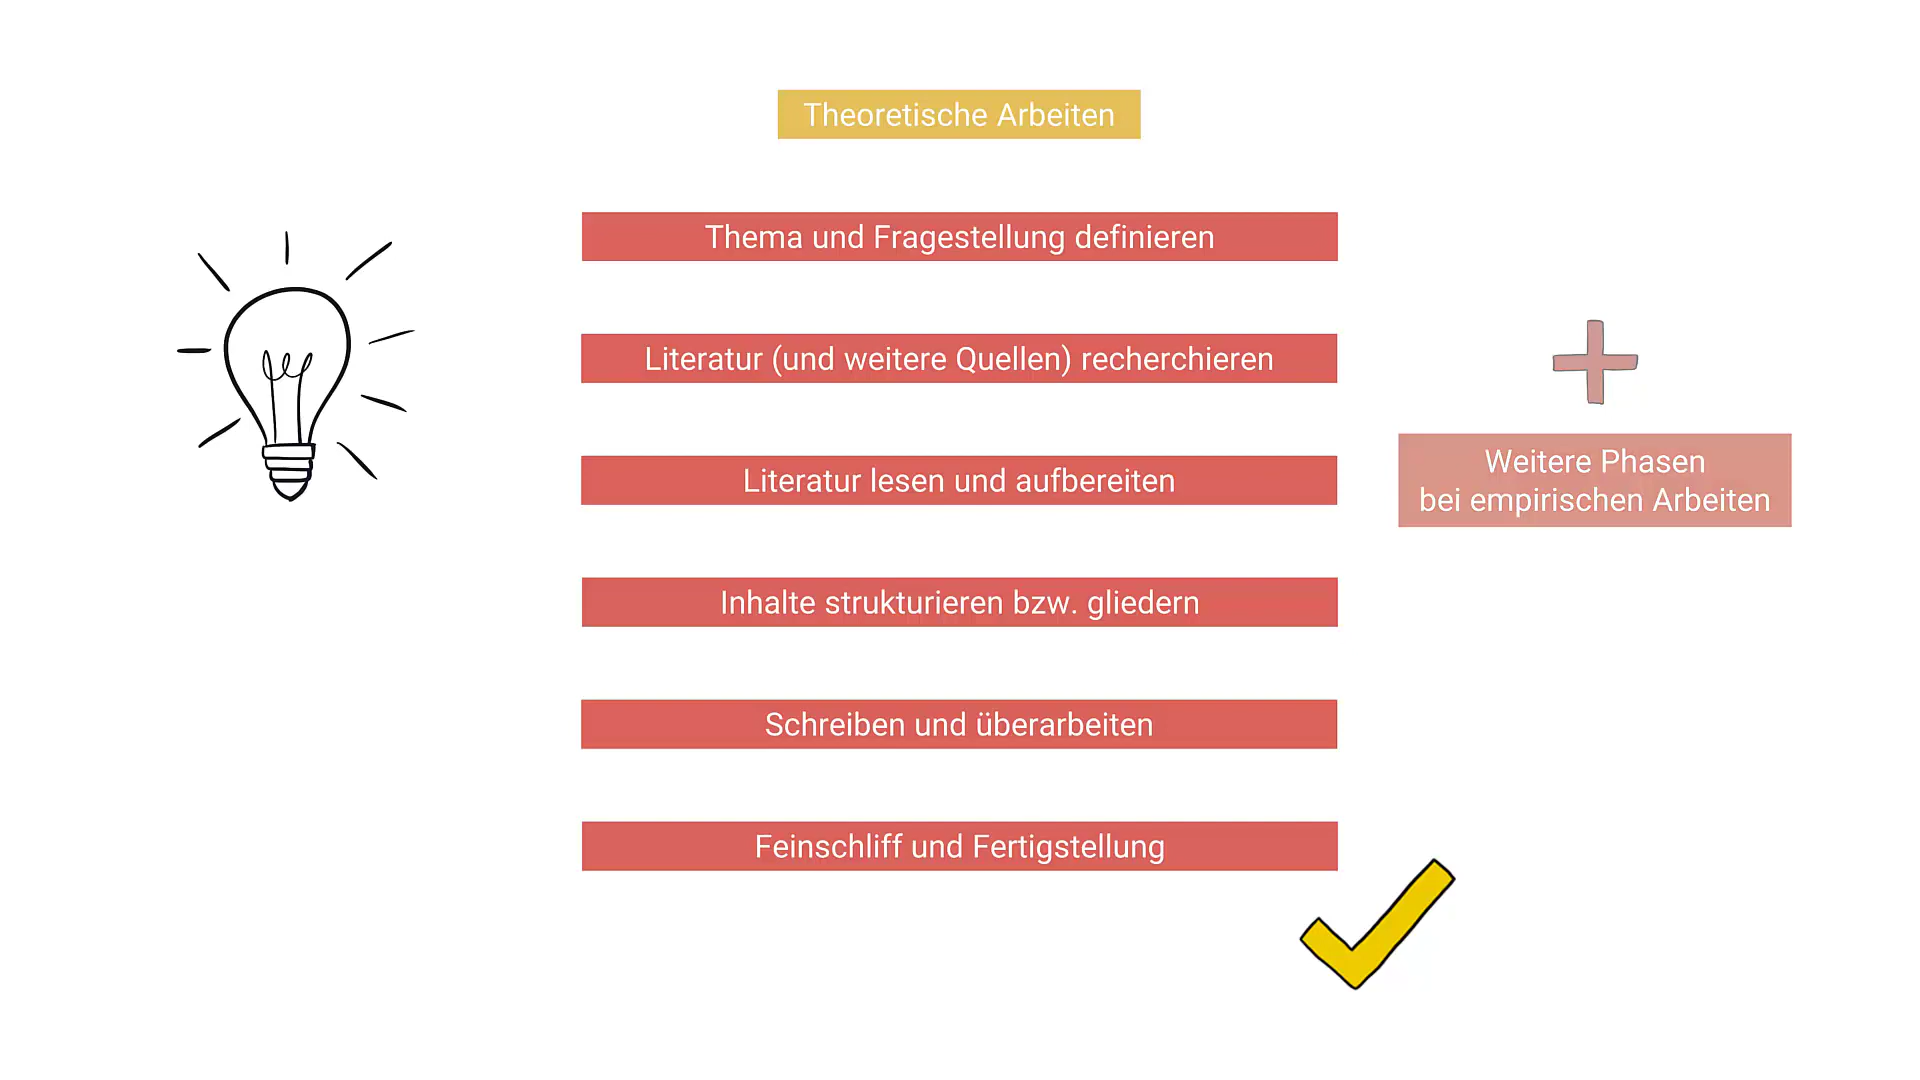 Theoretische Arbeiten
Thema und Fragestellung definieren
Literatur (und weitere Quellen) recherchieren
Literatur lesen und aufbereiten
Inhalte strukturieren bzw. gliedern
Schreiben und überarbeiten
Feinschliff und Fertigstellung
Weitere Phasen
bei empirischen Arbeiten